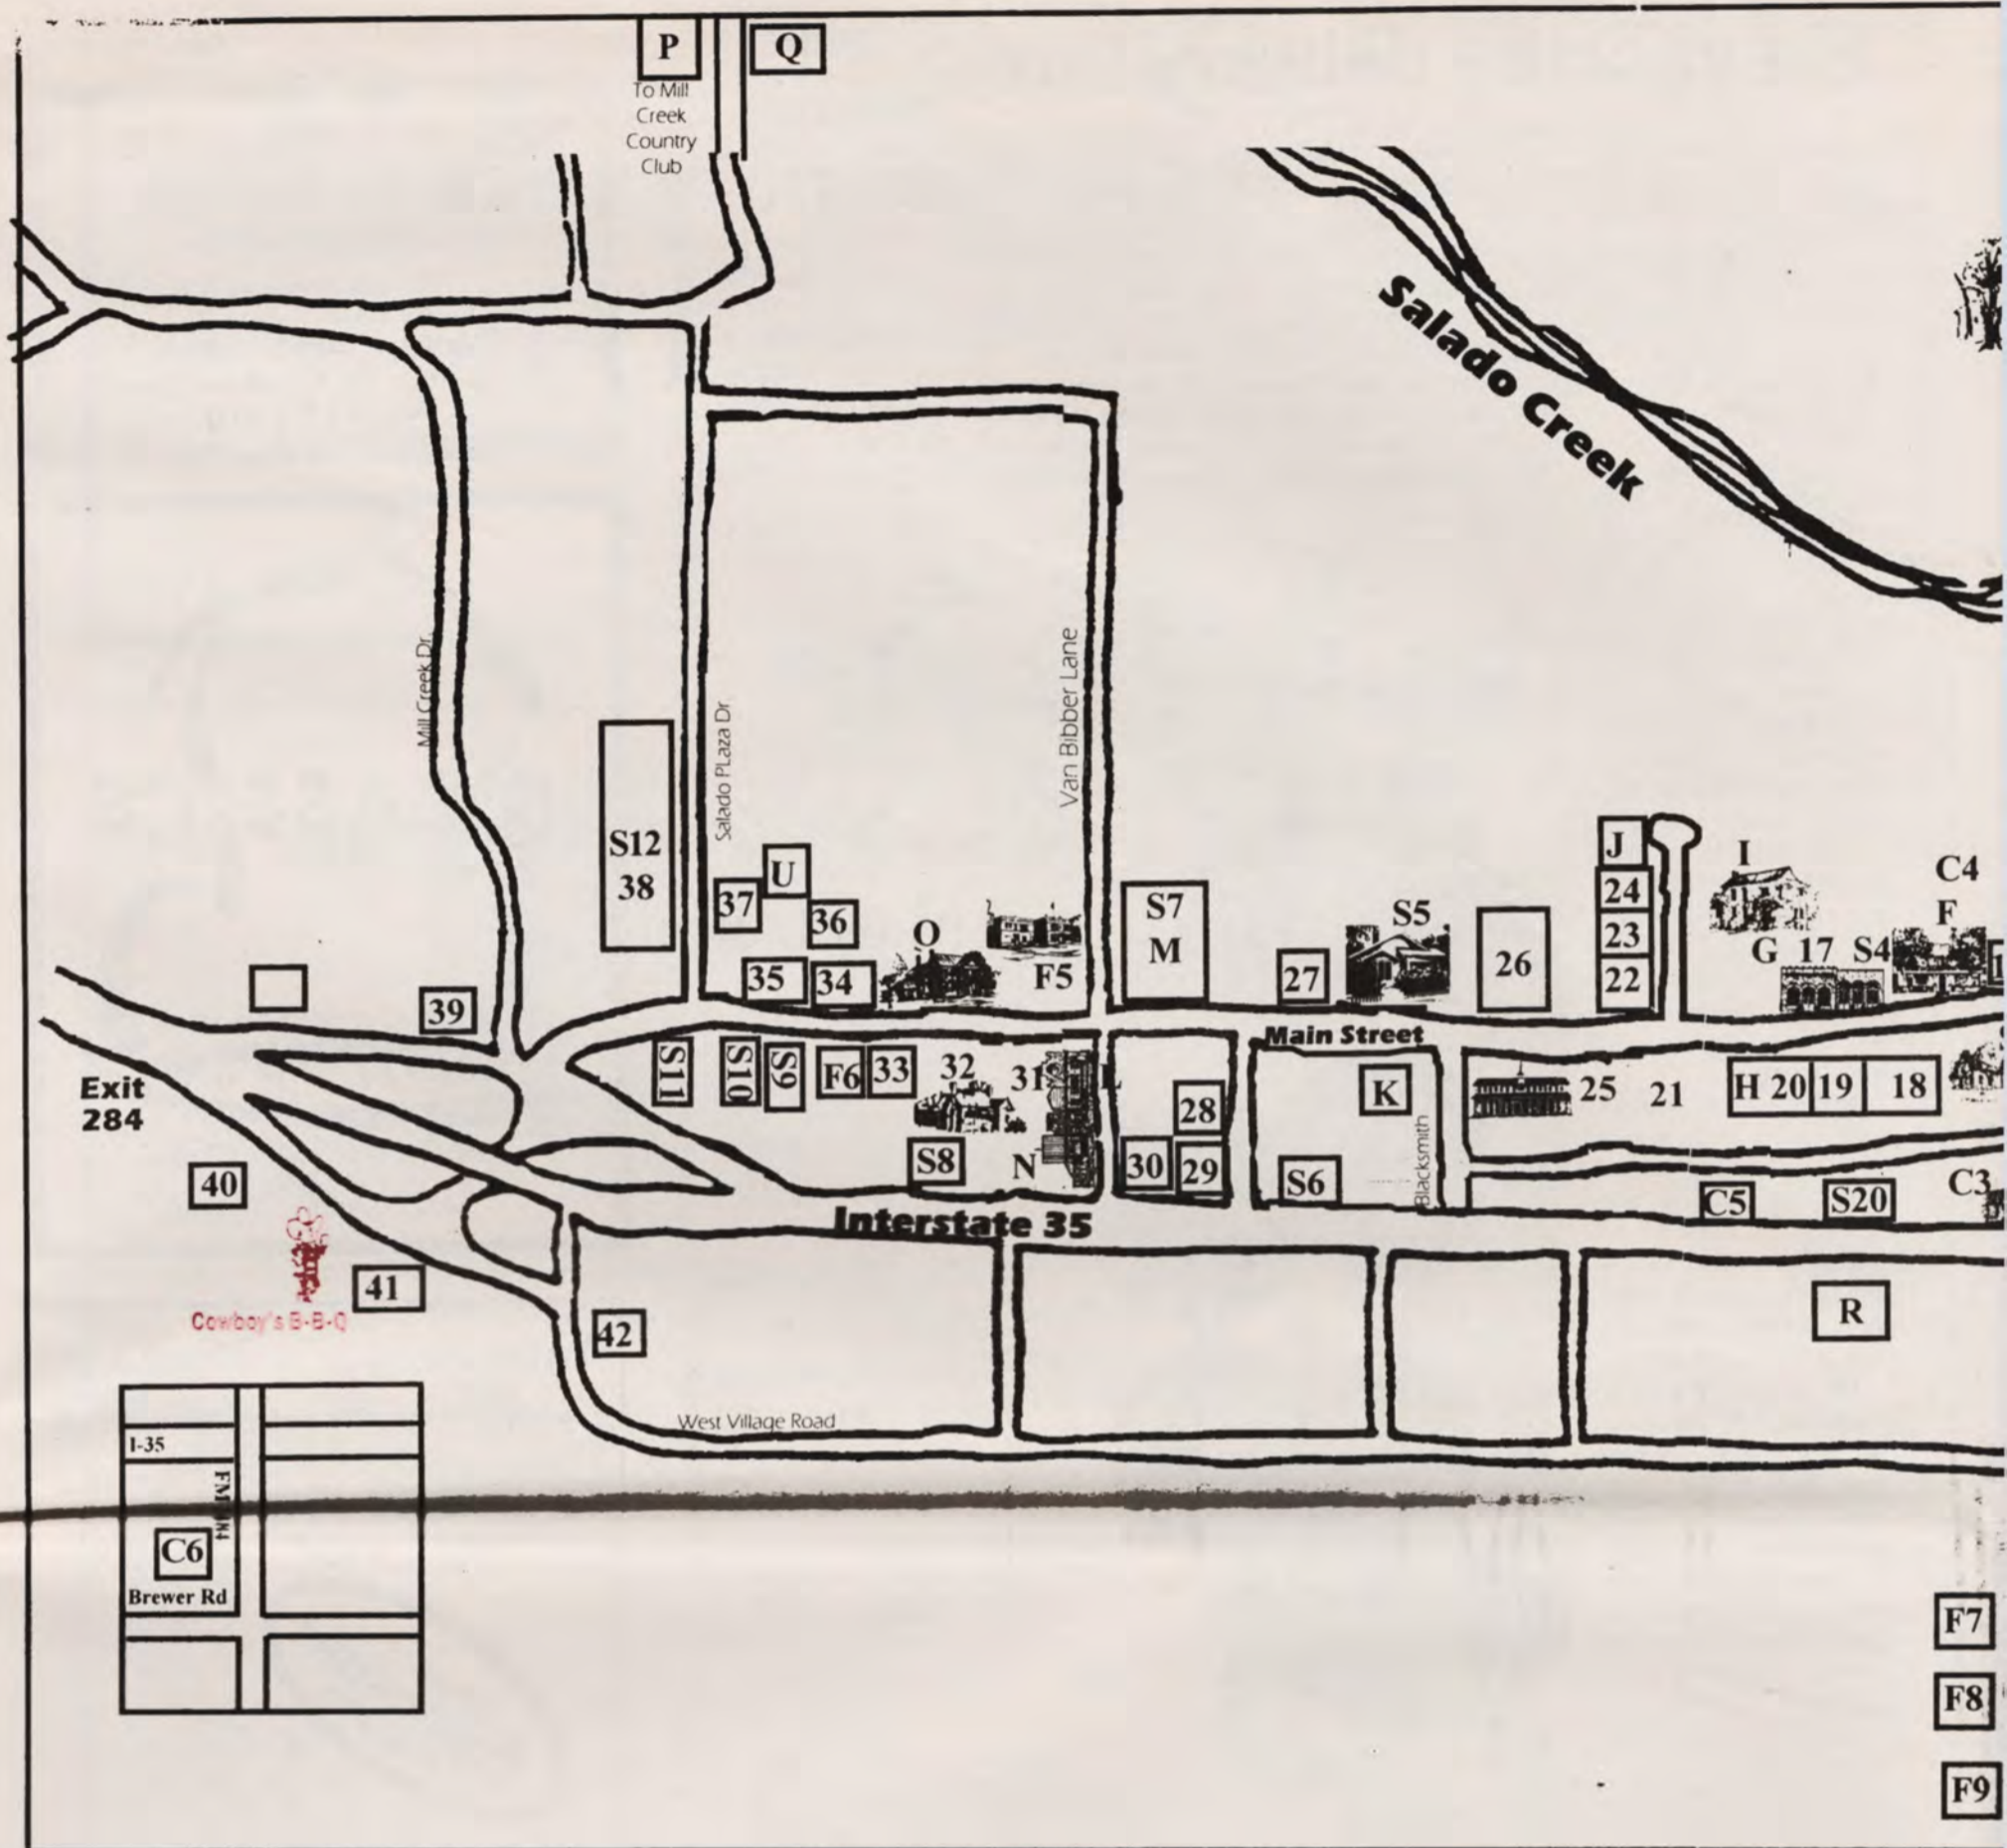 P
Q
To Mill
Creek
Country
Club
Salado Creek
Mill Creek Dr.
Salado PLaza Dr.
Van Bibber Lane
S12
38
37
U
36
35
34
O
F5
S7
M
27
S5
26
J
24
23
22
I
G
17
S4
C4
F
39
Main Street
S11
S10
S9
F6
33
32
31
L
28
K
25
21
H 20
19
18
Exit
284
40
S8
N
30
29
S6
Blacksmith
C5
S20
C3
Interstate 35
41
Cowboy's B-B-Q
42
R
West Village Road
I-35
C6
Brewer Rd
F7
F8
F9